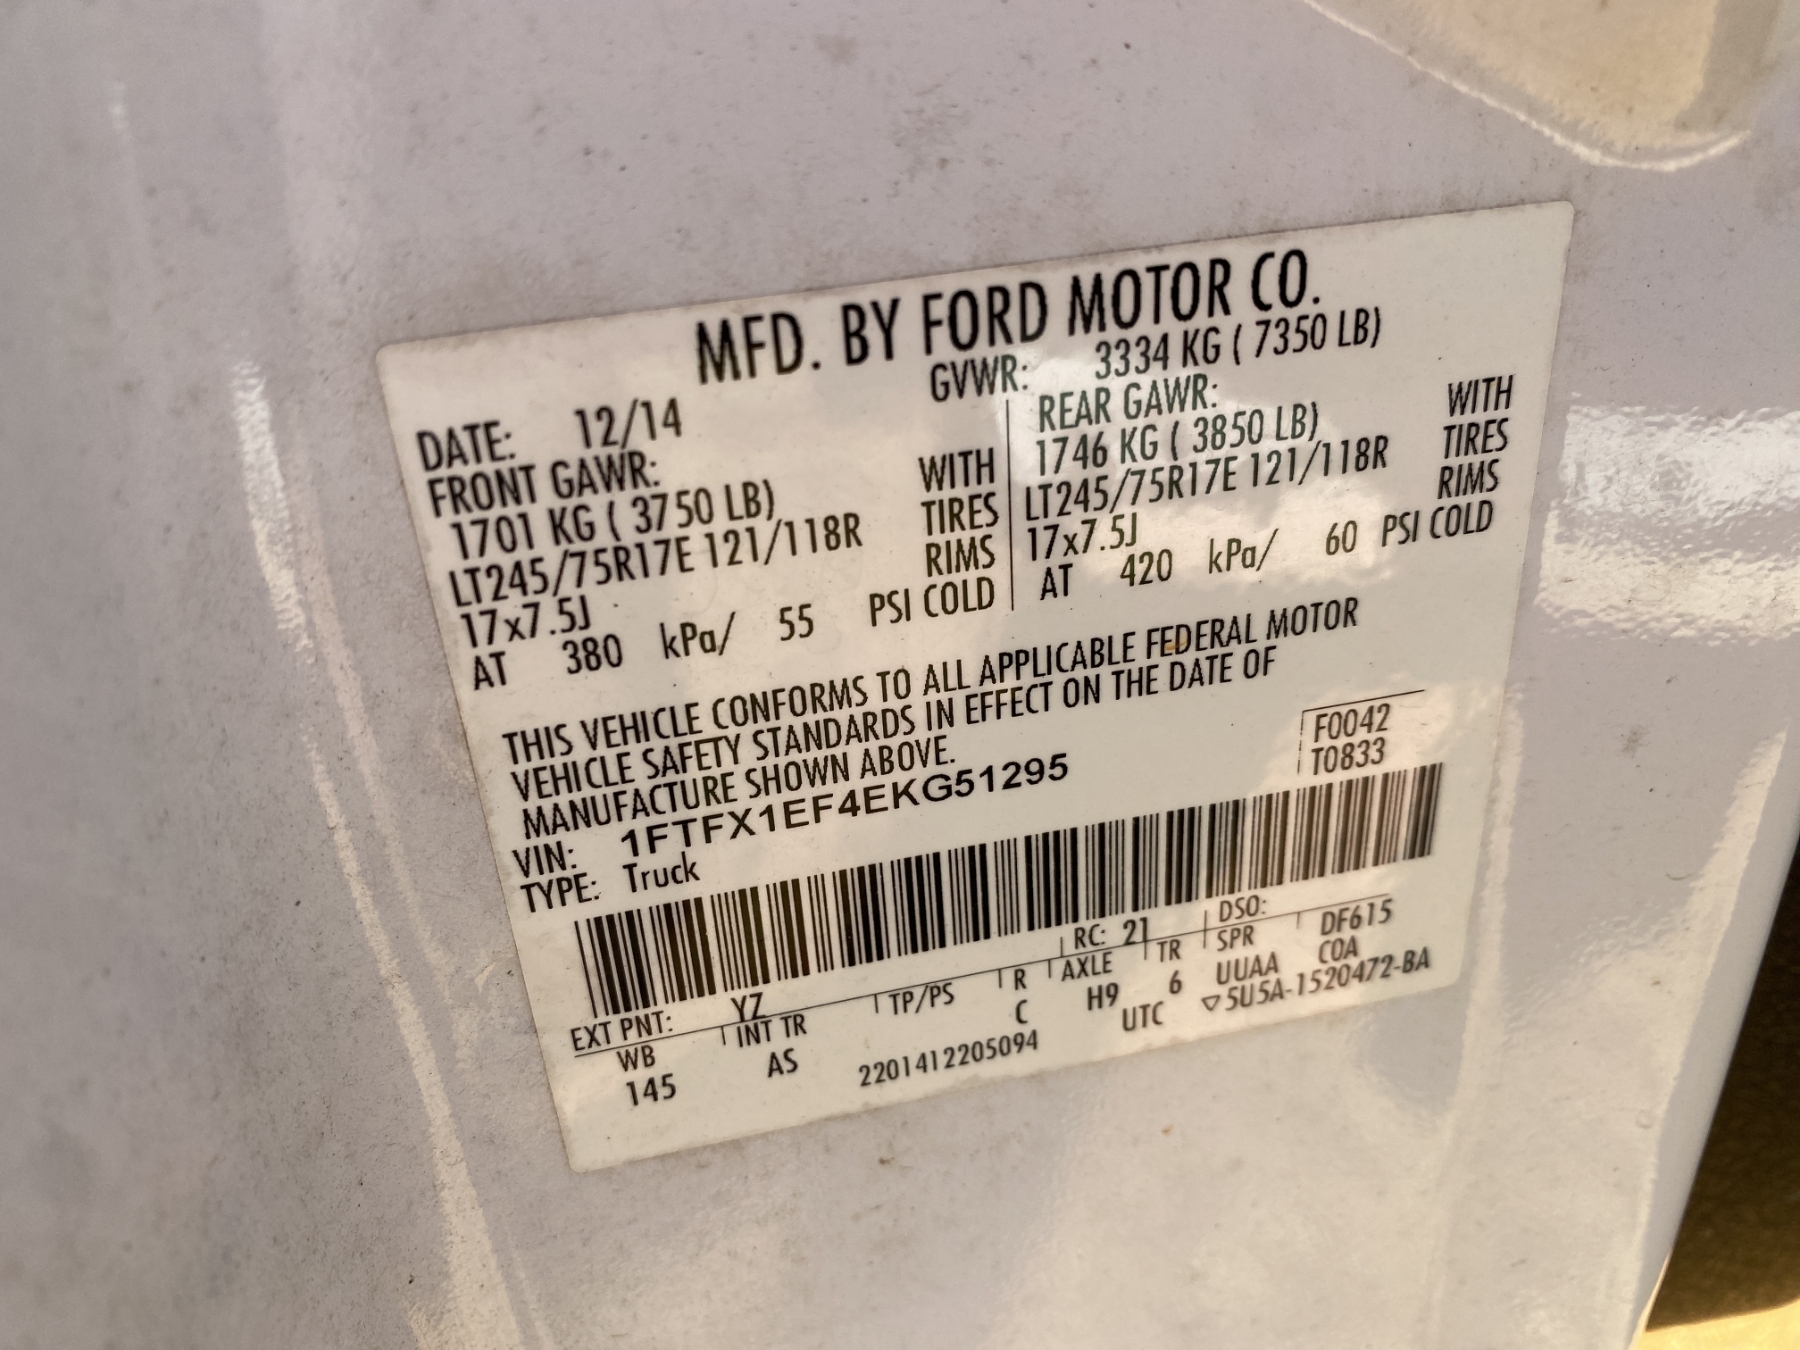 MFD. BY FORD MOTOR CO.
DATE: 12/14 GVWR: 3334 KG ( 7350 LB)
FRONT GAWR:
1701 KG ( 3750 LB) WITH
LT245/75R17E 121/118R TIRES
17x7.5J RIMS
AT 380 kPa/ 55 PSI COLD
REAR GAWR:
1746 KG ( 3850 LB) WITH
LT245/75R17E 121/118R TIRES
17x7.5J RIMS
AT 420 kPa/ 60 PSI COLD
THIS VEHICLE CONFORMS TO ALL APPLICABLE FEDERAL MOTOR
VEHICLE SAFETY STANDARDS IN EFFECT ON THE DATE OF
MANUFACTURE SHOWN ABOVE.
F0042
T0833
VIN: 1FTFX1EF4EKG51295
TYPE: Truck
EXT PNT: YZ RC: 21 DSO: DF615
WB INT TR TP/PS R AXLE TR SPR COA
145 AS C H9 6 UUAA
2201412205094 UTC ▽5U5A-1520472-BA